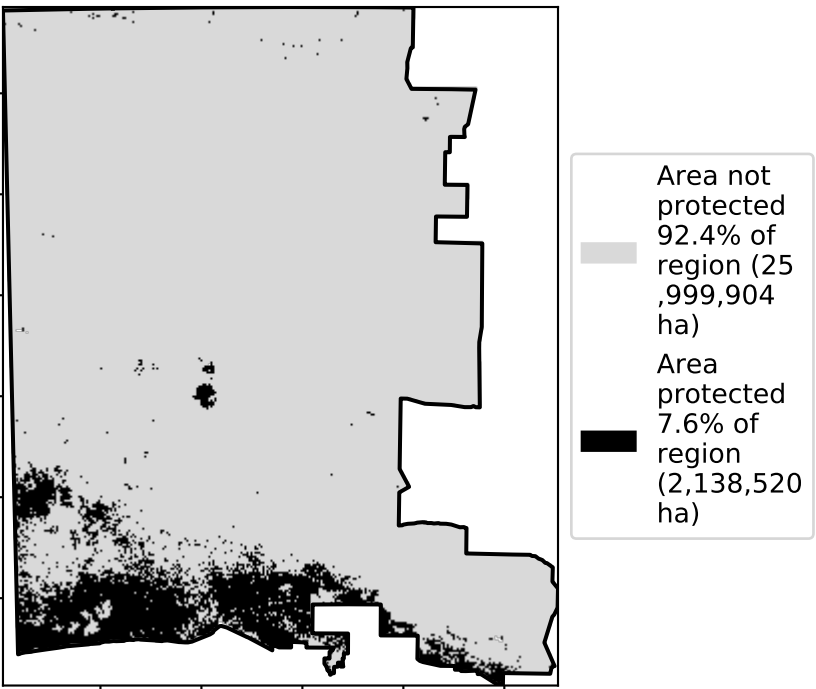 Area not
protected
92.4% of
region (25
,999,904
ha)
Area
protected
7.6% of
region
(2,138,520
ha)